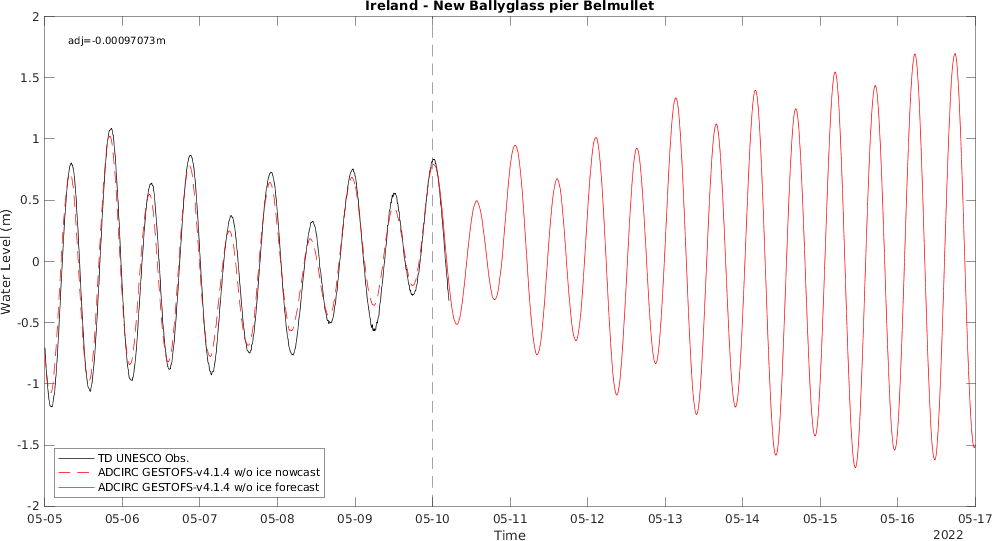 Ireland - New Ballyglass pier Belmullet
adj=-0.00097073m
2
1.5
1
0.5
0
-0.5
-1
-1.5
-2
Water Level (m)
TD UNESCO Obs.
ADCIRC GESTOFS-v4.1.4 w/o ice nowcast
ADCIRC GESTOFS-v4.1.4 w/o ice forecast
05-05 05-06 05-07 05-08 05-09 05-10 05-11 05-12 05-13 05-14 05-15 05-16 05-17
Time
2022